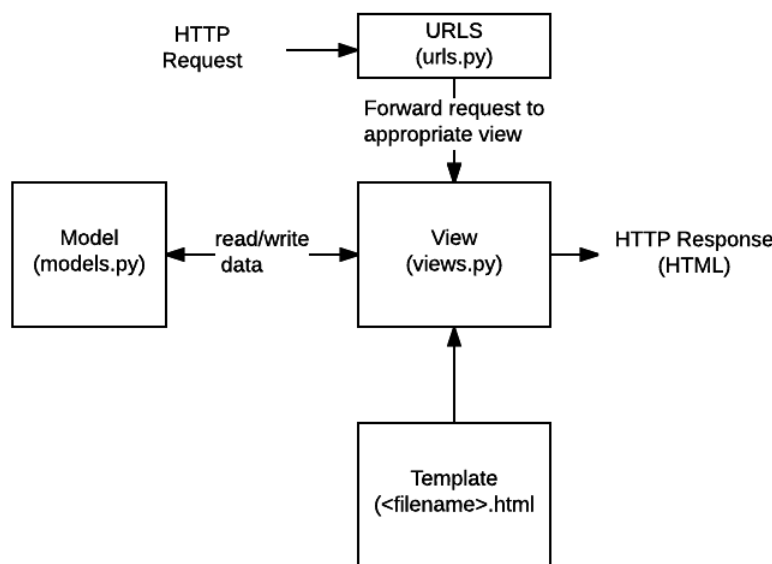 HTTP
Request
URLS
(urls.py)
Forward request to
appropriate view
Model
(models.py)
read/write
data
View
(views.py)
HTTP Response
(HTML)
Template
(<filename>.html